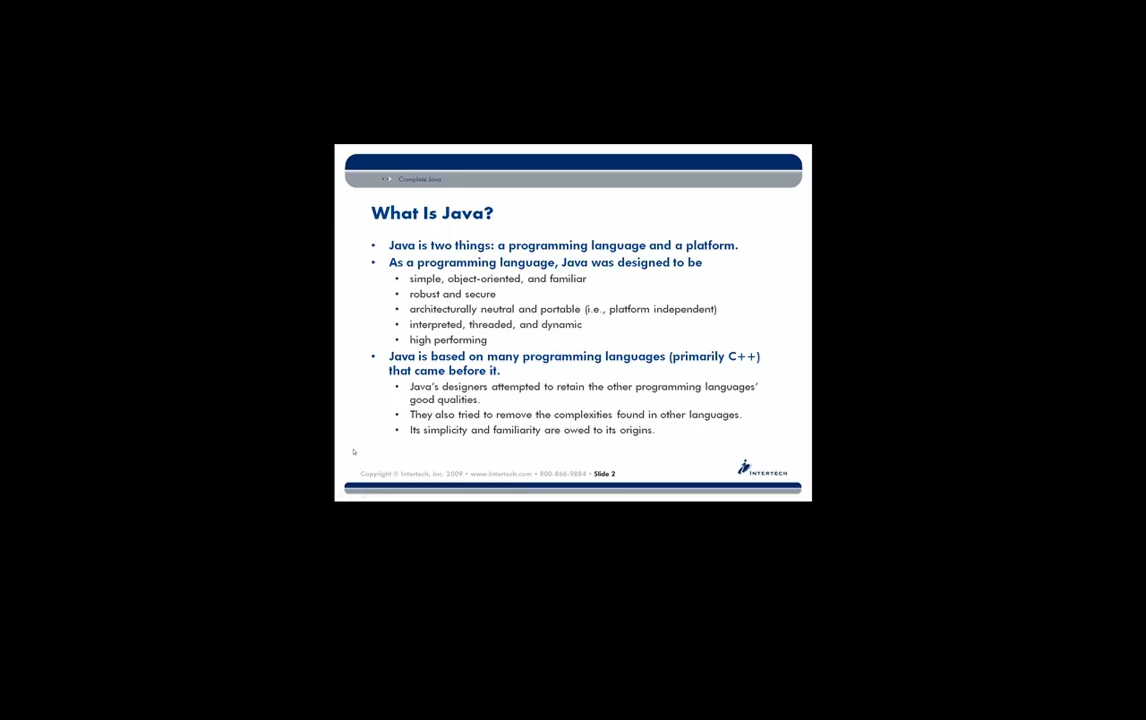 Complete Java
What Is Java?
• Java is two things: a programming language and a platform.
• As a programming language, Java was designed to be
• simple, object-oriented, and familiar
• robust and secure
• architecturally neutral and portable (i.e., platform independent)
• interpreted, threaded, and dynamic
• high performing
• Java is based on many programming languages (primarily C++)
that came before it.
• Java's designers attempted to retain the other programming languages'
good qualities.
• They also tried to remove the complexities found in other languages.
• Its simplicity and familiarity are owed to its origins.
Copyright © Intertech, Inc. 2009 • www.Intertech.com • 800-866-9884 • Slide 2
INTERTECH